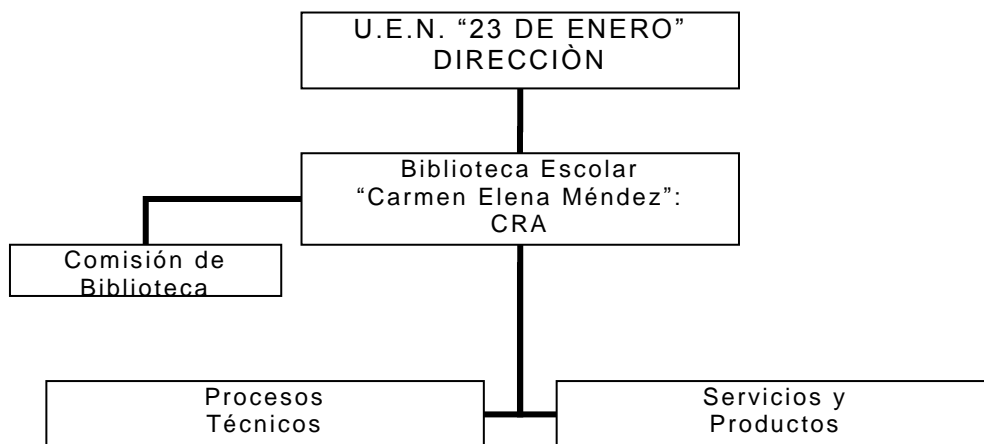 U.E.N. “23 DE ENERO”
DIRECCIÒN
Biblioteca Escolar
“Carmen Elena Méndez”:
CRA
Comisión de
Biblioteca
Procesos
Técnicos
Servicios y
Productos